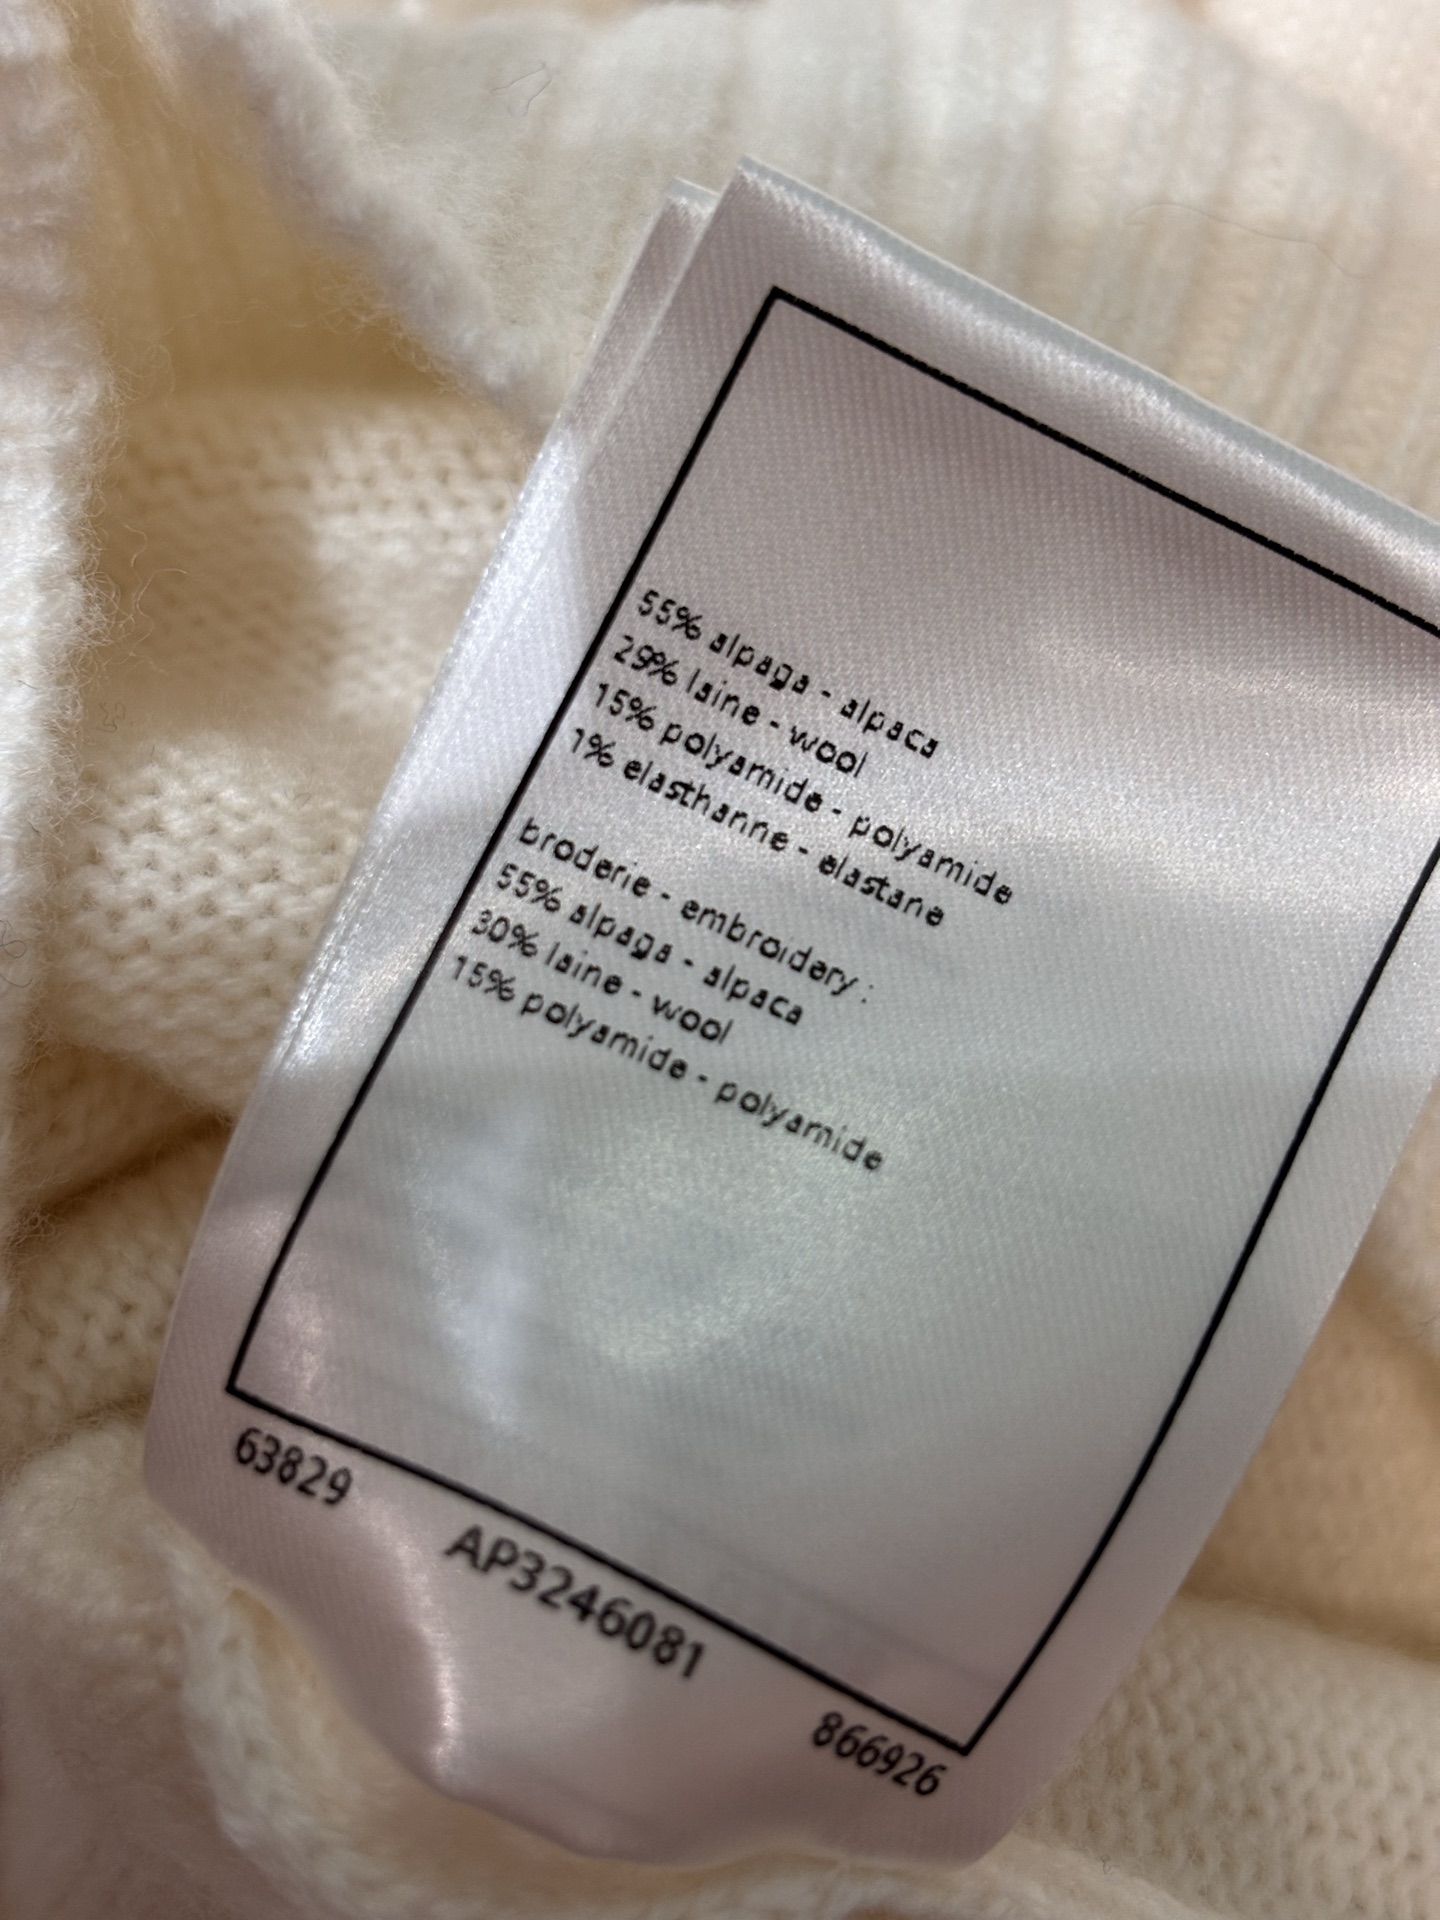 55% alpaga - alpaca
29% laine - wool
15% polyamide - polyamide
1% elasthanne - elastane
broderie - embroidery :
55% alpaga - alpaca
30% laine - wool
15% polyamide - polyamide
63829
AP3246081
866926